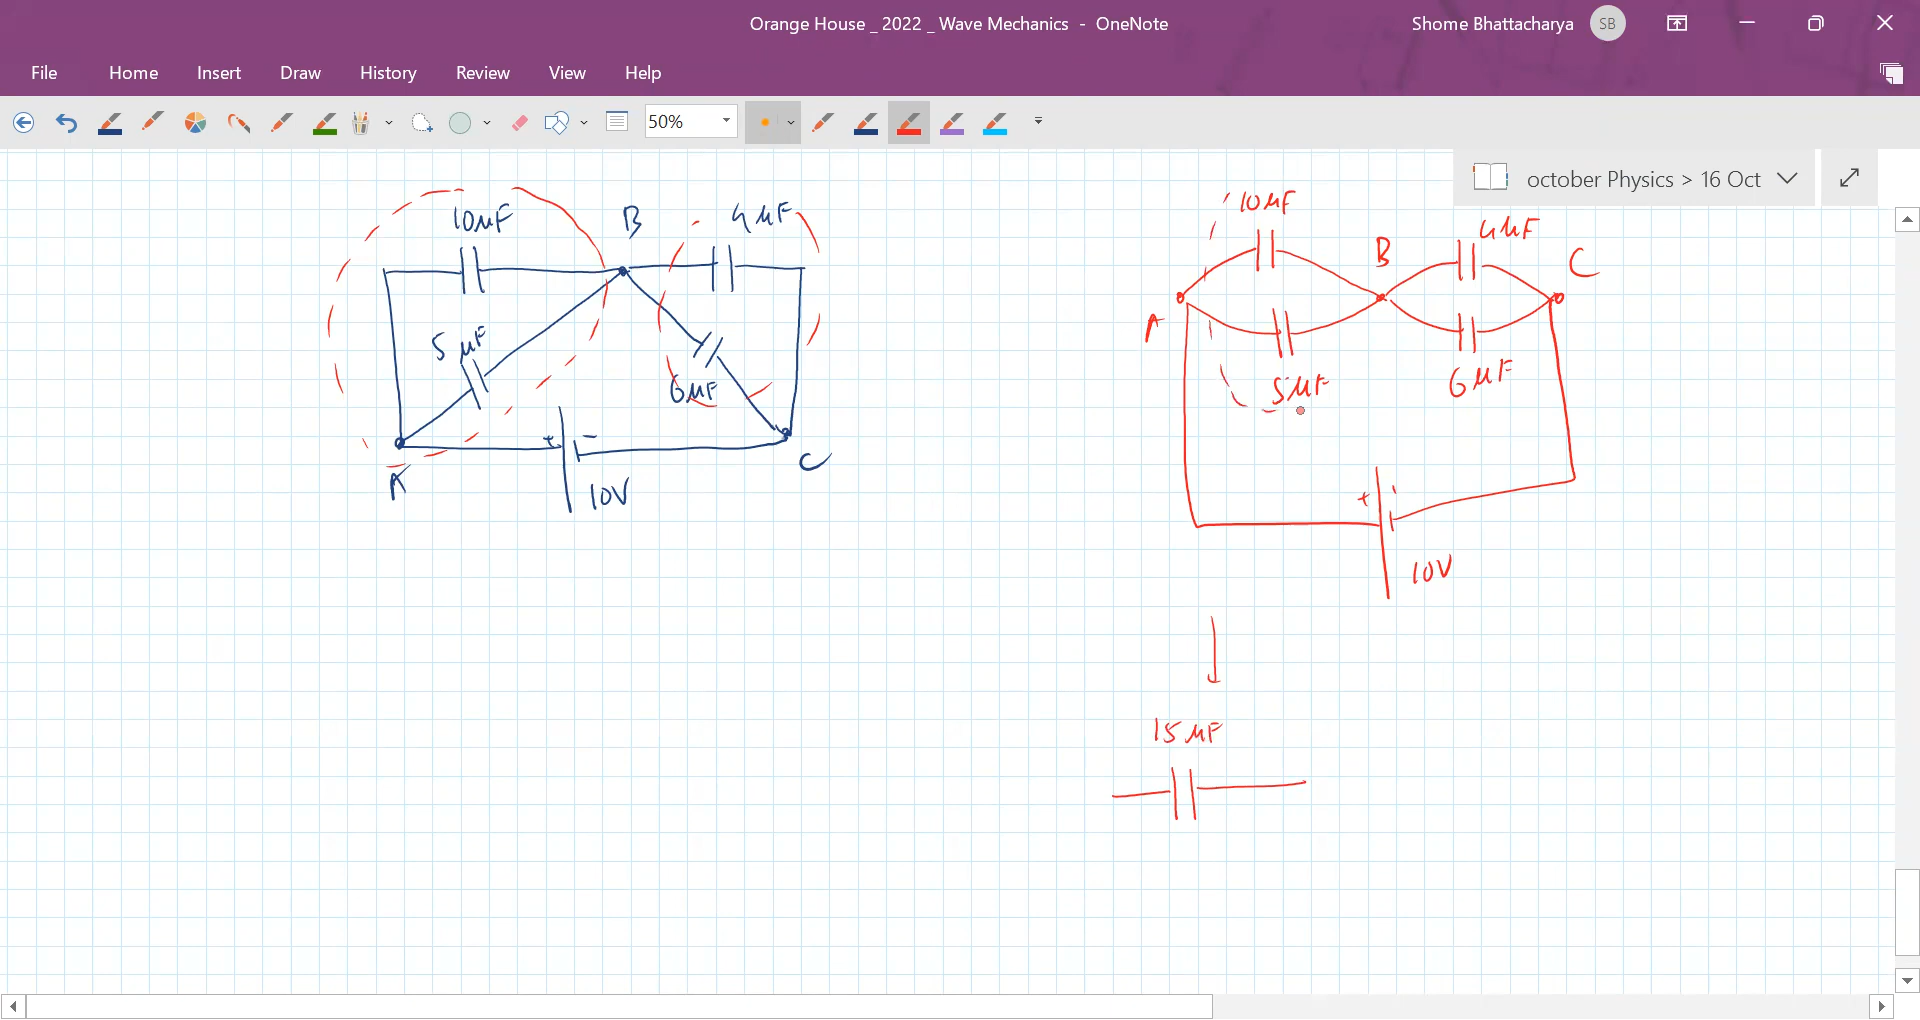 Orange House _ 2022 _ Wave Mechanics - OneNote
Shome Bhattacharya
SB
File Home Insert Draw History Review View Help
50%
october Physics > 16 Oct
10μF B 4μF
5μF
6μF
A + - C
10V
10μF
4μF
B C
A
5μF 6μF
+
10V
15μF